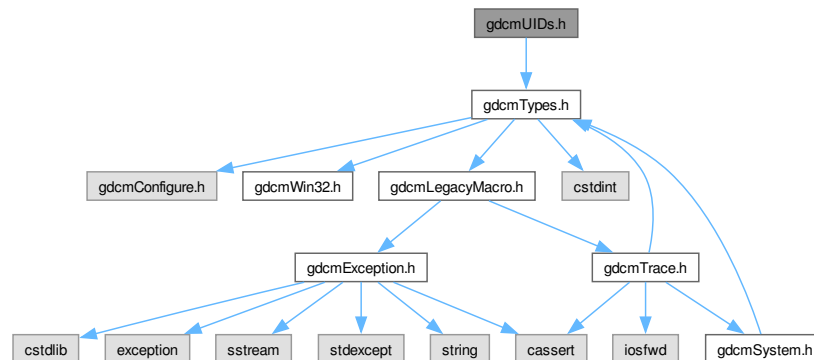 gdcmUIDs.h
gdcmTypes.h
gdcmConfigure.h
gdcmWin32.h
gdcmLegacyMacro.h
cstdint
gdcmException.h
gdcmTrace.h
cstdlib
exception
sstream
stdexcept
string
cassert
iosfwd
gdcmSystem.h